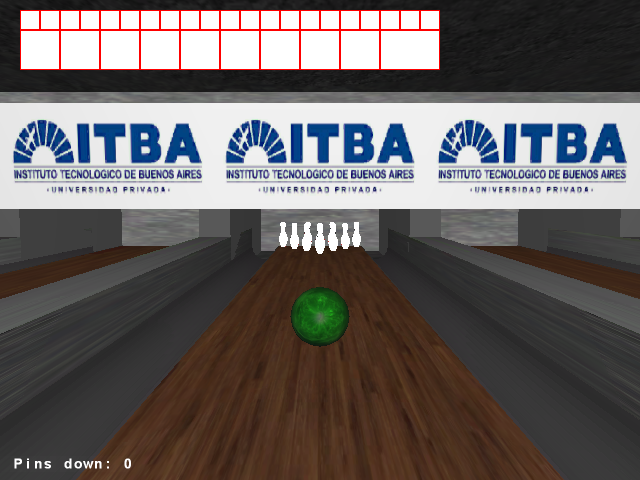 ITBA ITBA ITBA
INSTITUTO TECNOLOGICO DE BUENOS AIRES INSTITUTO TECNOLOGICO DE BUENOS AIRES INSTITUTO TECNOLOGICO DE BUENOS AIRES
·UNIVERSIDAD PRIVADA· ·UNIVERSIDAD PRIVADA· ·UNIVERSIDAD PRIVADA·
Pins down: 0